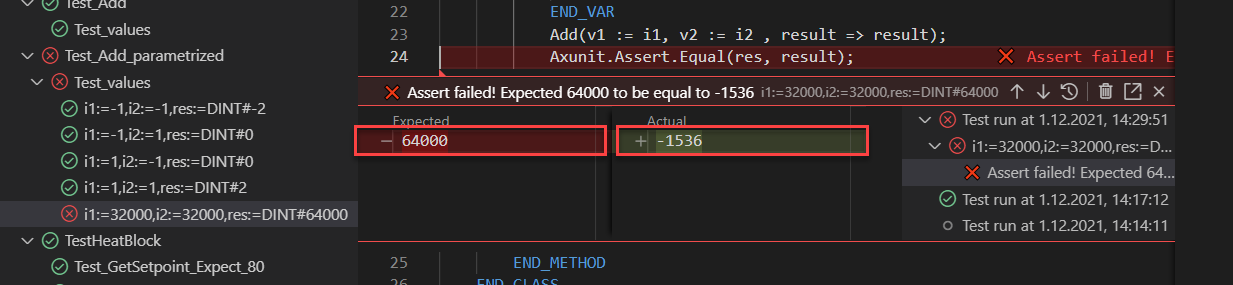 Test_Add
Test_values
Test_Add_parametrized
Test_values
i1:=-1,i2:=-1,res:=DINT#-2
i1:=-1,i2:=1,res:=DINT#0
i1:=1,i2:=-1,res:=DINT#0
i1:=1,i2:=1,res:=DINT#2
i1:=32000,i2:=32000,res:=DINT#64000
TestHeatBlock
Test_GetSetpoint_Expect_80
22 END_VAR
23 Add(v1 := i1, v2 := i2 , result => result);
24 Axunit.Assert.Equal(res, result); Assert failed! E
Assert failed! Expected 64000 to be equal to -1536 i1:=32000,i2:=32000,res:=DINT#64000
Expected Actual
− 64000 + -1536
Test run at 1.12.2021, 14:29:51
i1:=32000,i2:=32000,res:=D...
Assert failed! Expected 64...
Test run at 1.12.2021, 14:17:12
Test run at 1.12.2021, 14:14:11
25 END_METHOD
26 END_CLASS